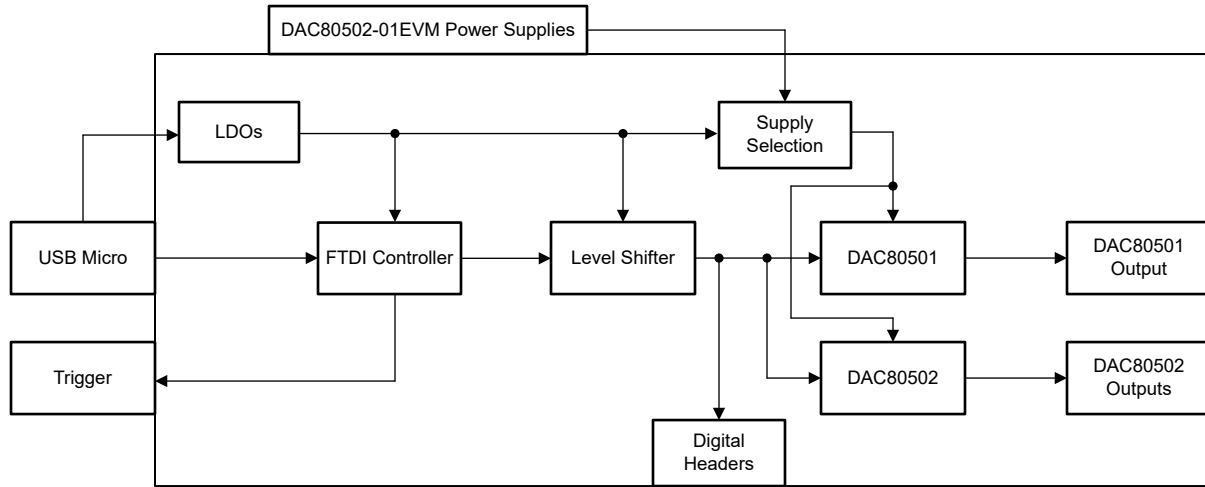 DAC80502-01EVM Power Supplies
LDOs
Supply
Selection
USB Micro
FTDI Controller
Level Shifter
DAC80501
DAC80501
Output
Trigger
DAC80502
DAC80502
Outputs
Digital
Headers